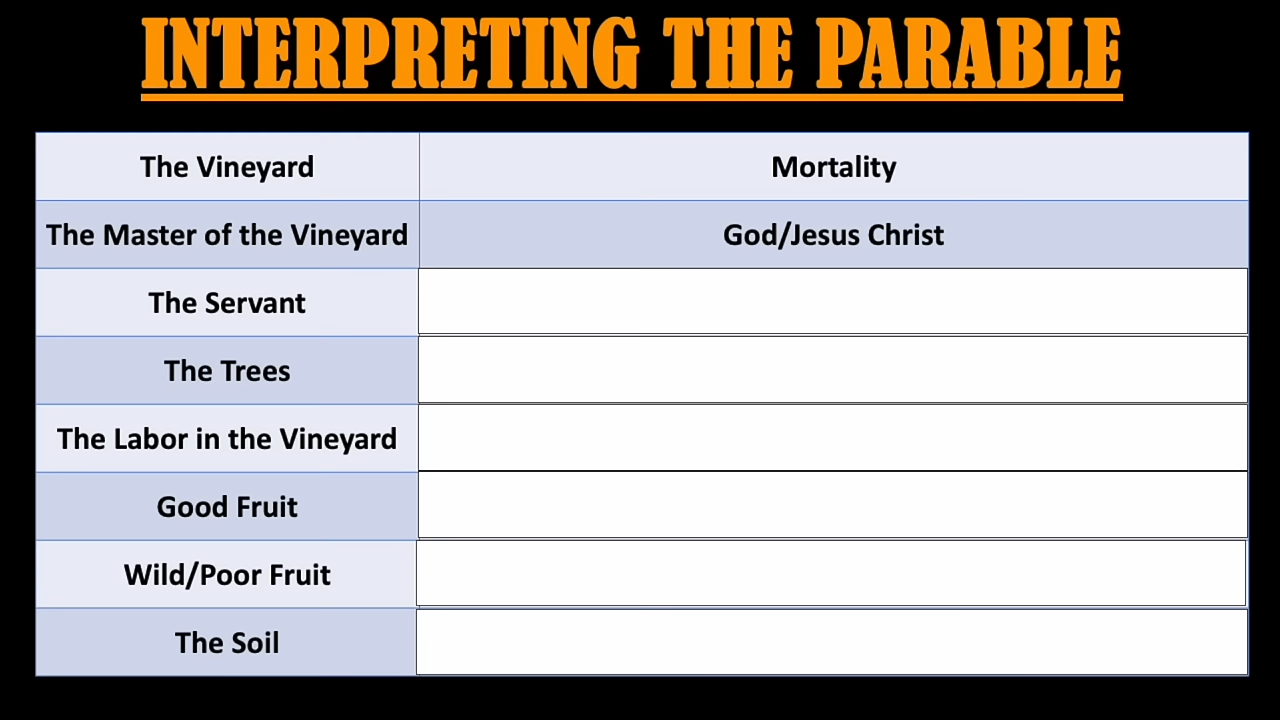 INTERPRETING THE PARABLE
The Vineyard Mortality
The Master of the Vineyard God/Jesus Christ
The Servant
The Trees
The Labor in the Vineyard
Good Fruit
Wild/Poor Fruit
The Soil